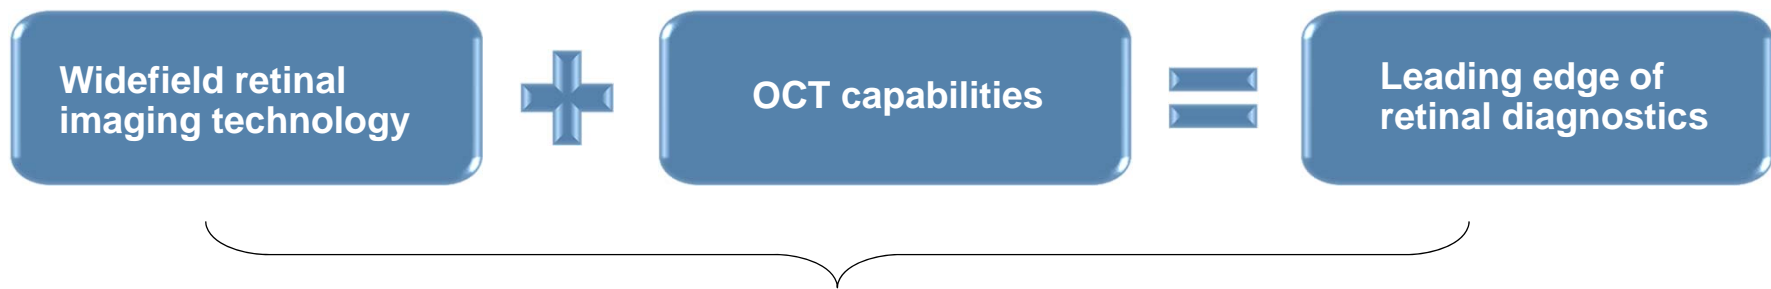 Widefield retinal
imaging technology
OCT capabilities
Leading edge of
retinal diagnostics